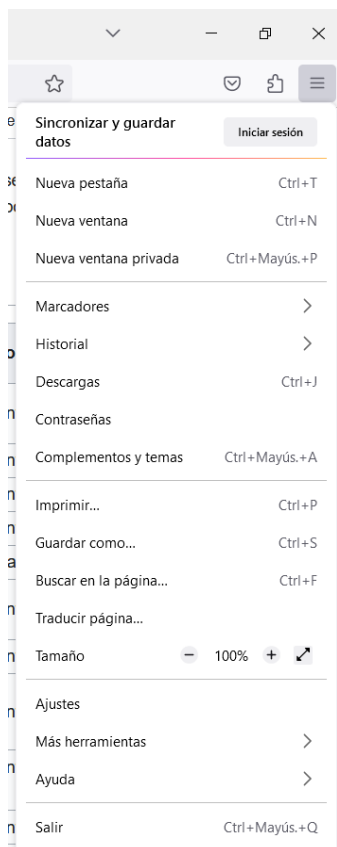 Sincronizar y guardar datos
Iniciar sesión
Nueva pestaña Ctrl+T
Nueva ventana Ctrl+N
Nueva ventana privada Ctrl+Mayús.+P
Marcadores
Historial
Descargas Ctrl+J
Contraseñas
Complementos y temas Ctrl+Mayús.+A
Imprimir... Ctrl+P
Guardar como... Ctrl+S
Buscar en la página... Ctrl+F
Traducir página...
Tamaño − 100% +
Ajustes
Más herramientas
Ayuda
Salir Ctrl+Mayús.+Q